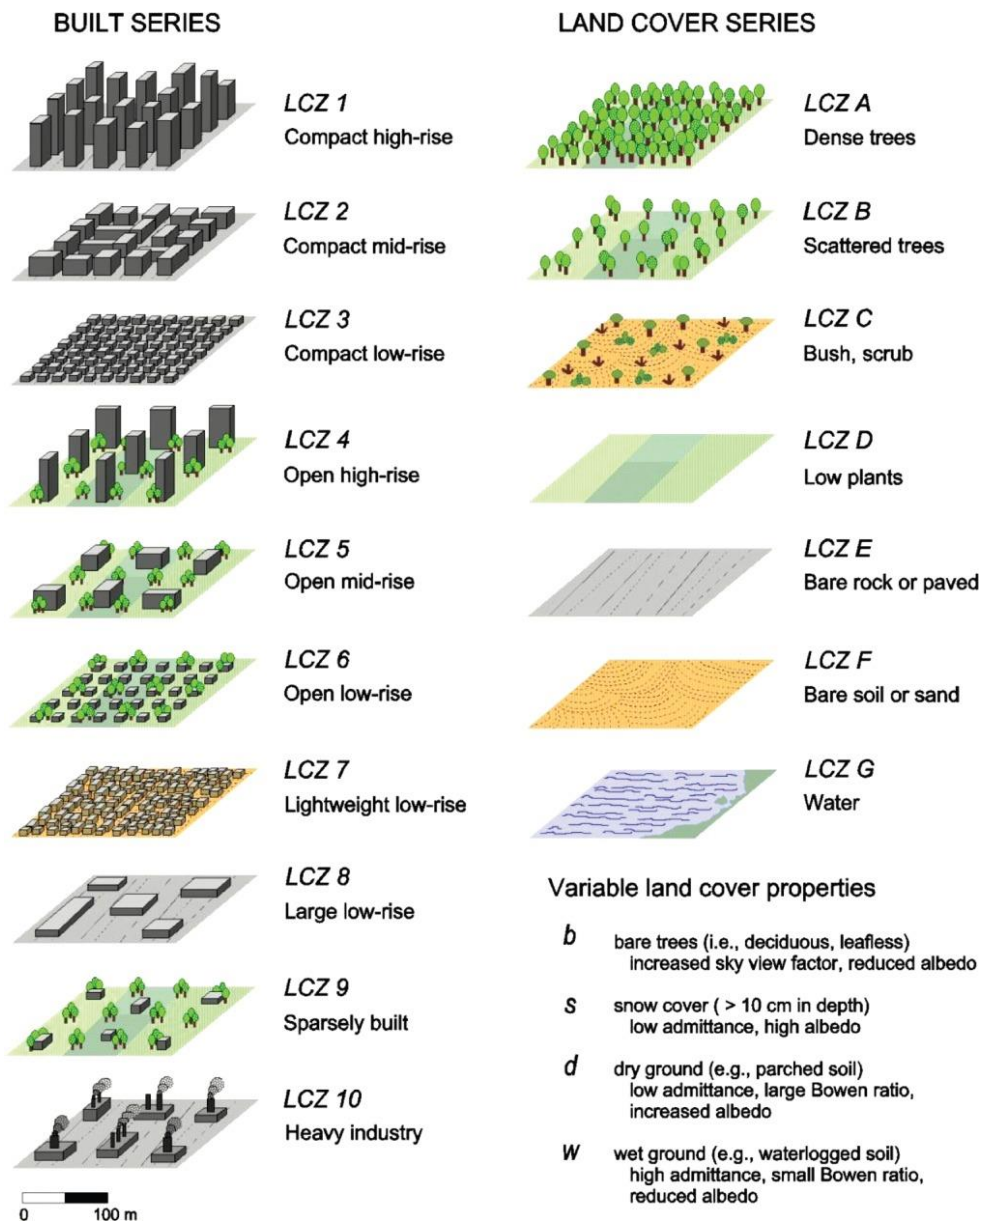 BUILT SERIES
LCZ 1
Compact high-rise
LCZ 2
Compact mid-rise
LCZ 3
Compact low-rise
LCZ 4
Open high-rise
LCZ 5
Open mid-rise
LCZ 6
Open low-rise
LCZ 7
Lightweight low-rise
LCZ 8
Large low-rise
LCZ 9
Sparsely built
LCZ 10
Heavy industry
0 100 m
LAND COVER SERIES
LCZ A
Dense trees
LCZ B
Scattered trees
LCZ C
Bush, scrub
LCZ D
Low plants
LCZ E
Bare rock or paved
LCZ F
Bare soil or sand
LCZ G
Water
Variable land cover properties
b bare trees (i.e., deciduous, leafless)
increased sky view factor, reduced albedo
s snow cover ( > 10 cm in depth)
low admittance, high albedo
d dry ground (e.g., parched soil)
low admittance, large Bowen ratio,
increased albedo
w wet ground (e.g., waterlogged soil)
high admittance, small Bowen ratio,
reduced albedo